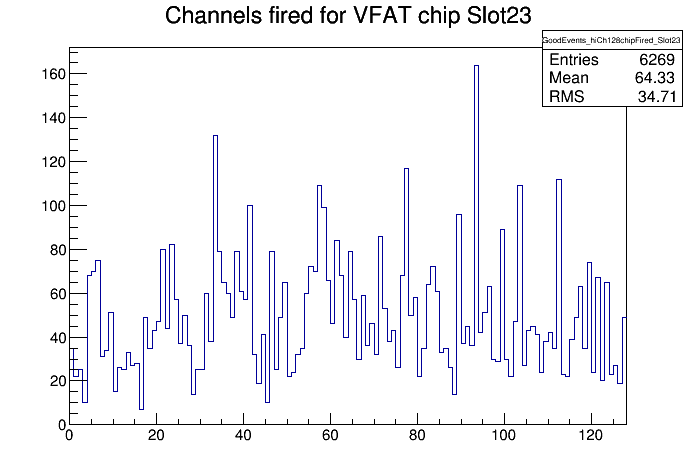 Channels fired for VFAT chip Slot23
GoodEvents_hiCh128chipFired_Slot23
Entries 6269
Mean 64.33
RMS 34.71
160
140
120
100
80
60
40
20
0
0 20 40 60 80 100 120